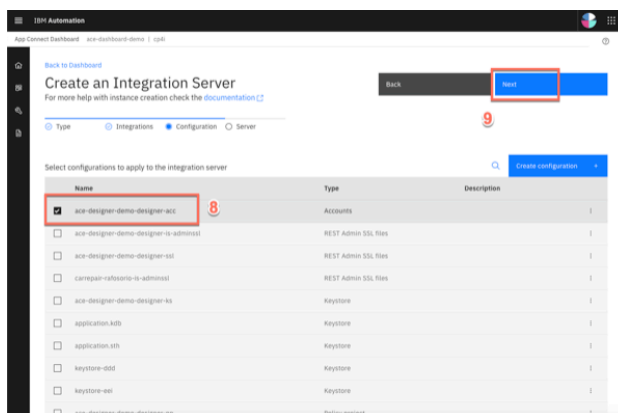 IBM Automation
App Connect Dashboard ace-dashboard-demo | cp4i
Back to Dashboard
Create an Integration Server
For more help with instance creation check the documentation
Back
Next
9
Type Integrations Configuration Server
Select configurations to apply to the integration server
Create configuration +
Name Type Description
ace-designer-demo-designer-acc Accounts
8
ace-designer-demo-designer-is-adminssl REST Admin SSL files
ace-designer-demo-designer-ssl REST Admin SSL files
carrepair-rafosorio-is-adminssl REST Admin SSL files
ace-designer-demo-designer-ks Keystore
application.kdb Keystore
application.sth Keystore
keystore-ddd Keystore
keystore-eei Keystore